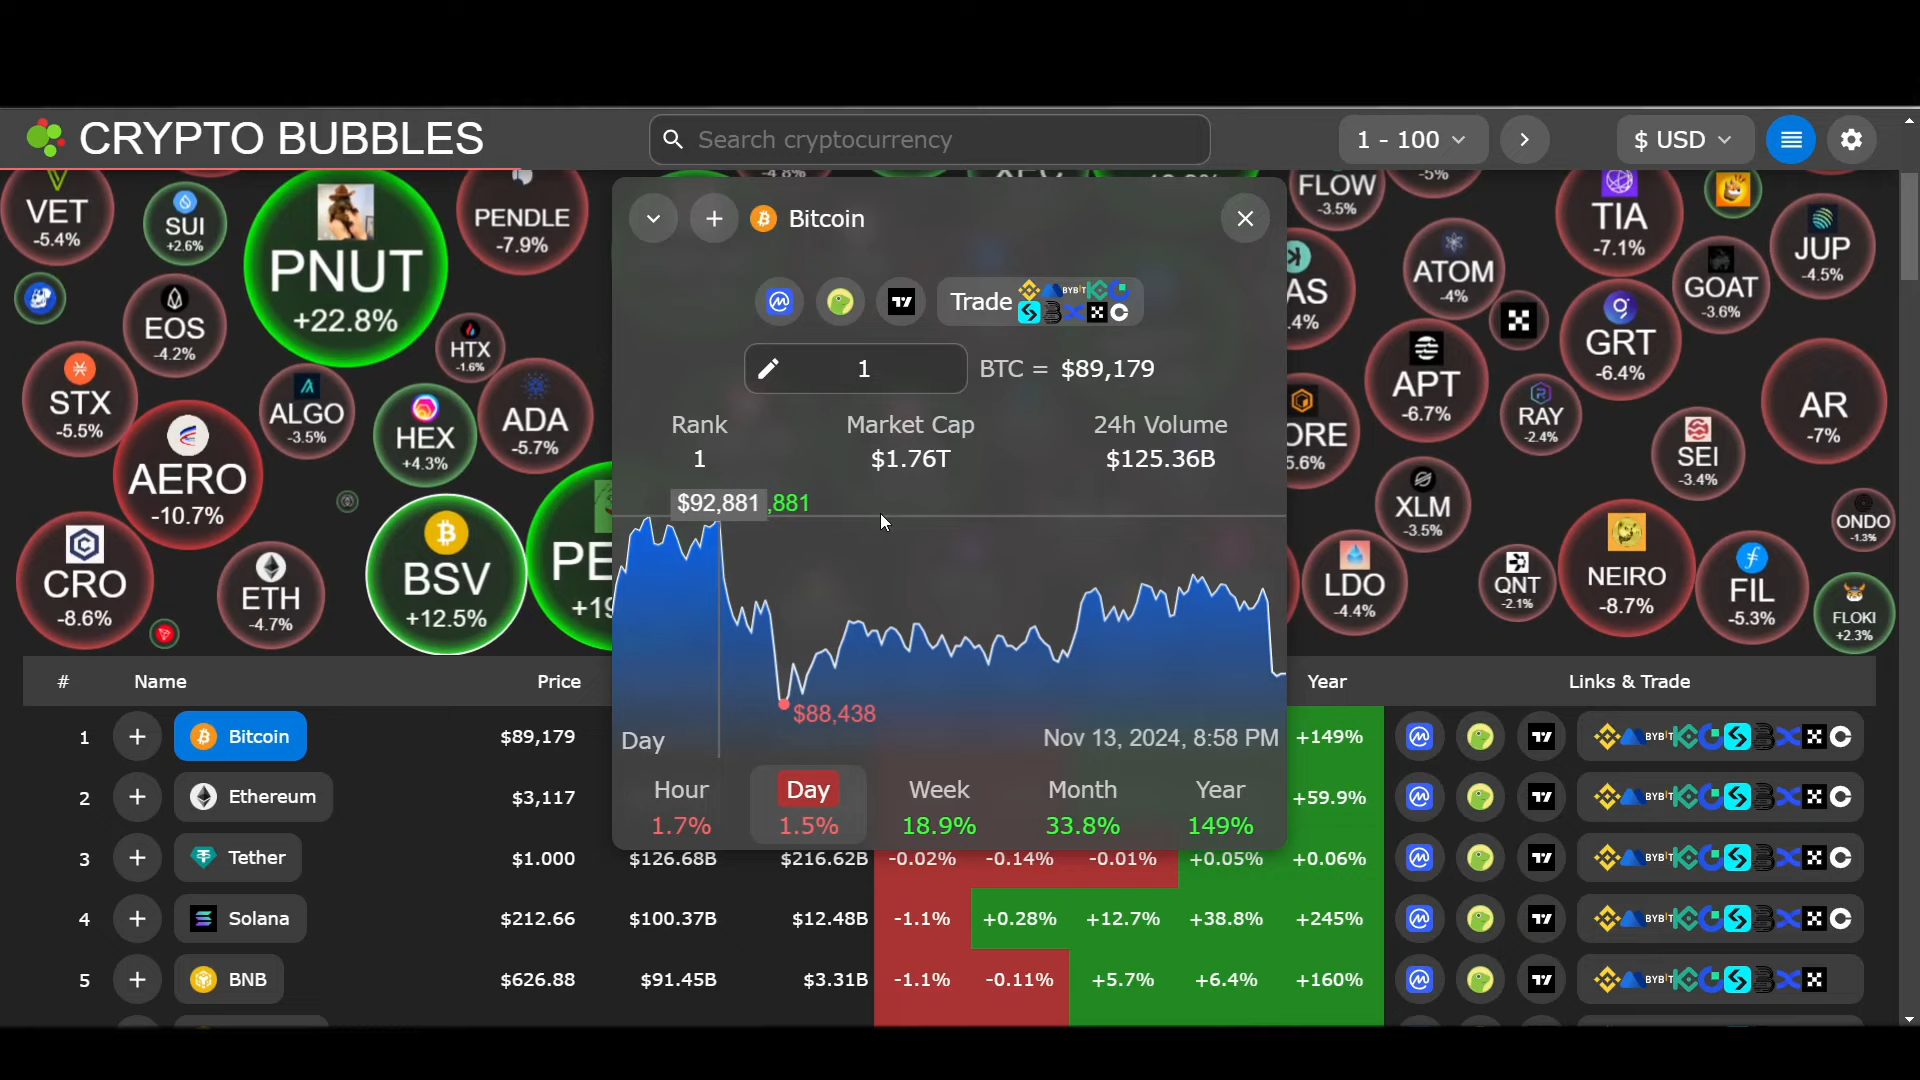 CRYPTO BUBBLES
Search cryptocurrency
1 - 100
$ USD
VET
-5.4%
SUI
+2.6%
PNUT
+22.8%
PENDLE
-7.9%
-4.8%
EOS
-4.2%
HTX
-1.6%
STX
-5.5%
ALGO
-3.5%
HEX
+4.3%
ADA
-5.7%
AERO
-10.7%
CRO
-8.6%
ETH
-4.7%
BSV
+12.5%
FLOW
-3.5%
-5%
TIA
-7.1%
JUP
-4.5%
ATOM
-4%
GOAT
-3.6%
GRT
-6.4%
APT
-6.7%
RAY
-2.4%
AR
-7%
SEI
-3.4%
XLM
-3.5%
ONDO
-1.3%
LDO
-4.4%
QNT
-2.1%
NEIRO
-8.7%
FIL
-5.3%
FLOKI
+2.3%
Bitcoin
Trade BYBIT
1 BTC = $89,179
Rank Market Cap 24h Volume
1 $1.76T $125.36B
$92,881 ,881
$88,438
Day Nov 13, 2024, 8:58 PM
Hour Day Week Month Year
1.7% 1.5% 18.9% 33.8% 149%
# Name Price Year Links & Trade
1 Bitcoin $89,179 +149% BYBIT
2 Ethereum $3,117 +59.9% BYBIT
3 Tether $1.000 $126.68B $216.62B -0.02% -0.14% -0.01% +0.05% +0.06% BYBIT
4 Solana $212.66 $100.37B $12.48B -1.1% +0.28% +12.7% +38.8% +245% BYBIT
5 BNB $626.88 $91.45B $3.31B -1.1% -0.11% +5.7% +6.4% +160% BYBIT